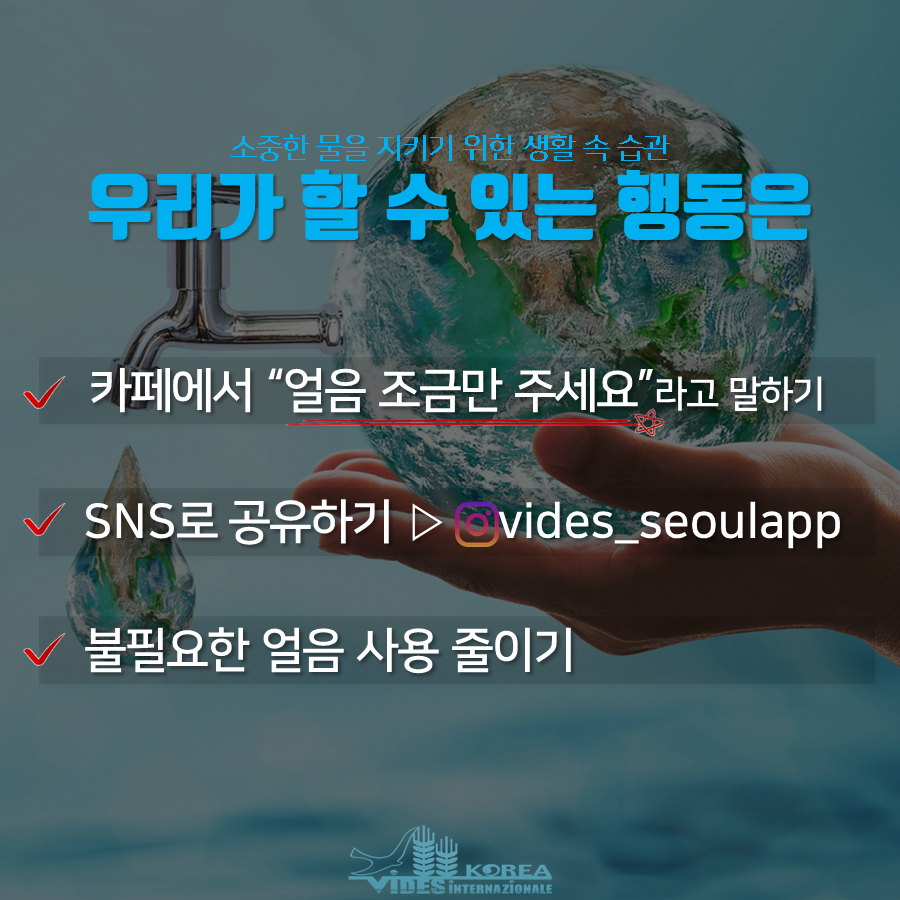 소중한 물을 지키기 위한 생활 속 습관
우리가 할 수 있는 행동은
카페에서 “얼음 조금만 주세요”라고 말하기
SNS로 공유하기 ▷ vides_seoulapp
불필요한 얼음 사용 줄이기
KOREA
VIDES INTERNAZIONALE